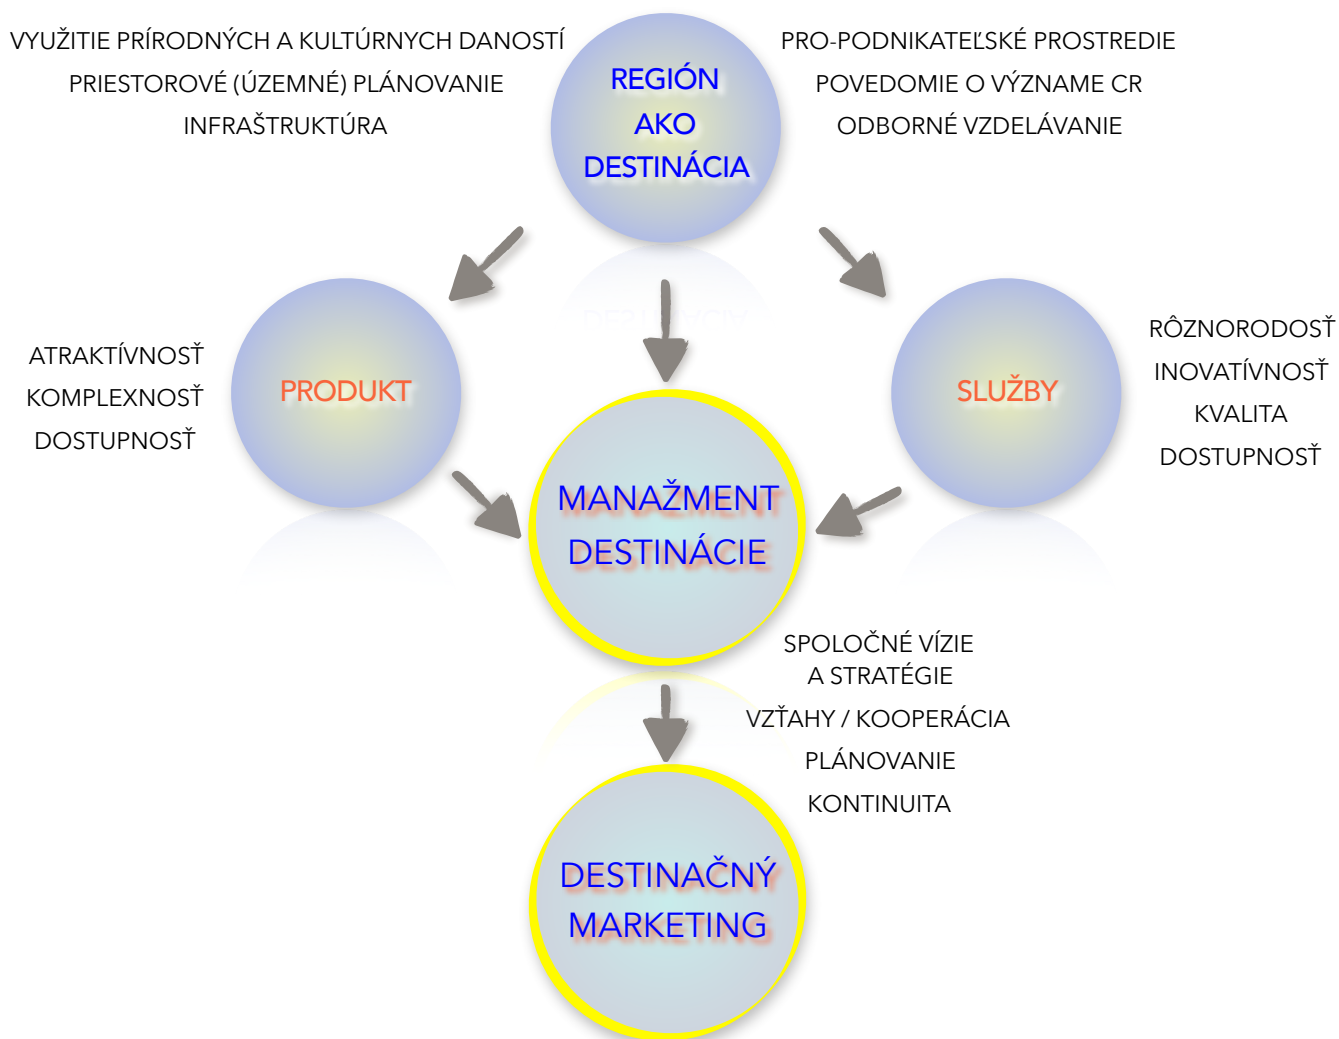 VYUŽITIE PRÍRODNÝCH A KULTÚRNYCH DANOSTÍ
PRIESTOROVÉ (ÚZEMNÉ) PLÁNOVANIE
INFRAŠTRUKTÚRA
REGIÓN
AKO
DESTINÁCIA
PRO-PODNIKATEĽSKÉ PROSTREDIE
POVEDOMIE O VÝZNAME CR
ODBORNÉ VZDELÁVANIE
ATRAKTÍVNOSŤ
KOMPLEXNOSŤ
DOSTUPNOSŤ
PRODUKT
SLUŽBY
RÔZNORODOSŤ
INOVATÍVNOSŤ
KVALITA
DOSTUPNOSŤ
MANAŽMENT
DESTINÁCIE
SPOLOČNÉ VÍZIE
A STRATÉGIE
VZŤAHY / KOOPERÁCIA
PLÁNOVANIE
KONTINUITA
DESTINAČNÝ
MARKETING